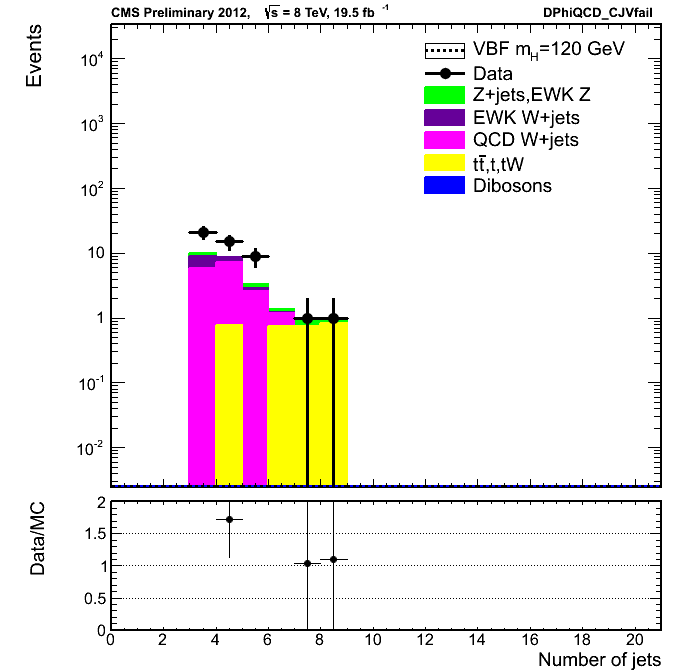 CMS Preliminary 2012, √s = 8 TeV, 19.5 fb⁻¹ DPhiQCD_CJVfail
Events
10⁴
10³
10²
10
1
10⁻¹
10⁻²
VBF m_H=120 GeV
Data
Z+jets,EWK Z
EWK W+jets
QCD W+jets
tt̄,t,tW
Dibosons
Data/MC
2
1.5
1
0.5
0
0 2 4 6 8 10 12 14 16 18 20
Number of jets